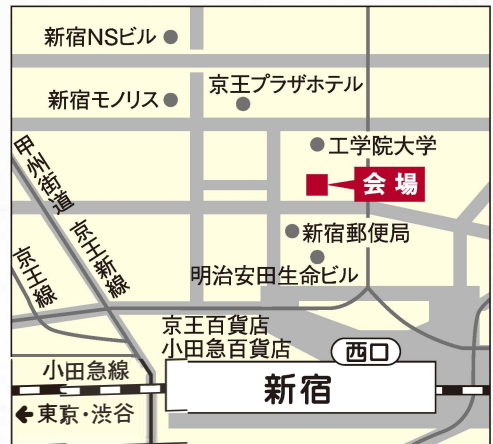 新宿NSビル
新宿モノリス
京王プラザホテル
工学院大学
会場
甲州街道
京王新線
京王線
新宿郵便局
明治安田生命ビル
京王百貨店
小田急百貨店
西口
小田急線
新宿
←東京・渋谷